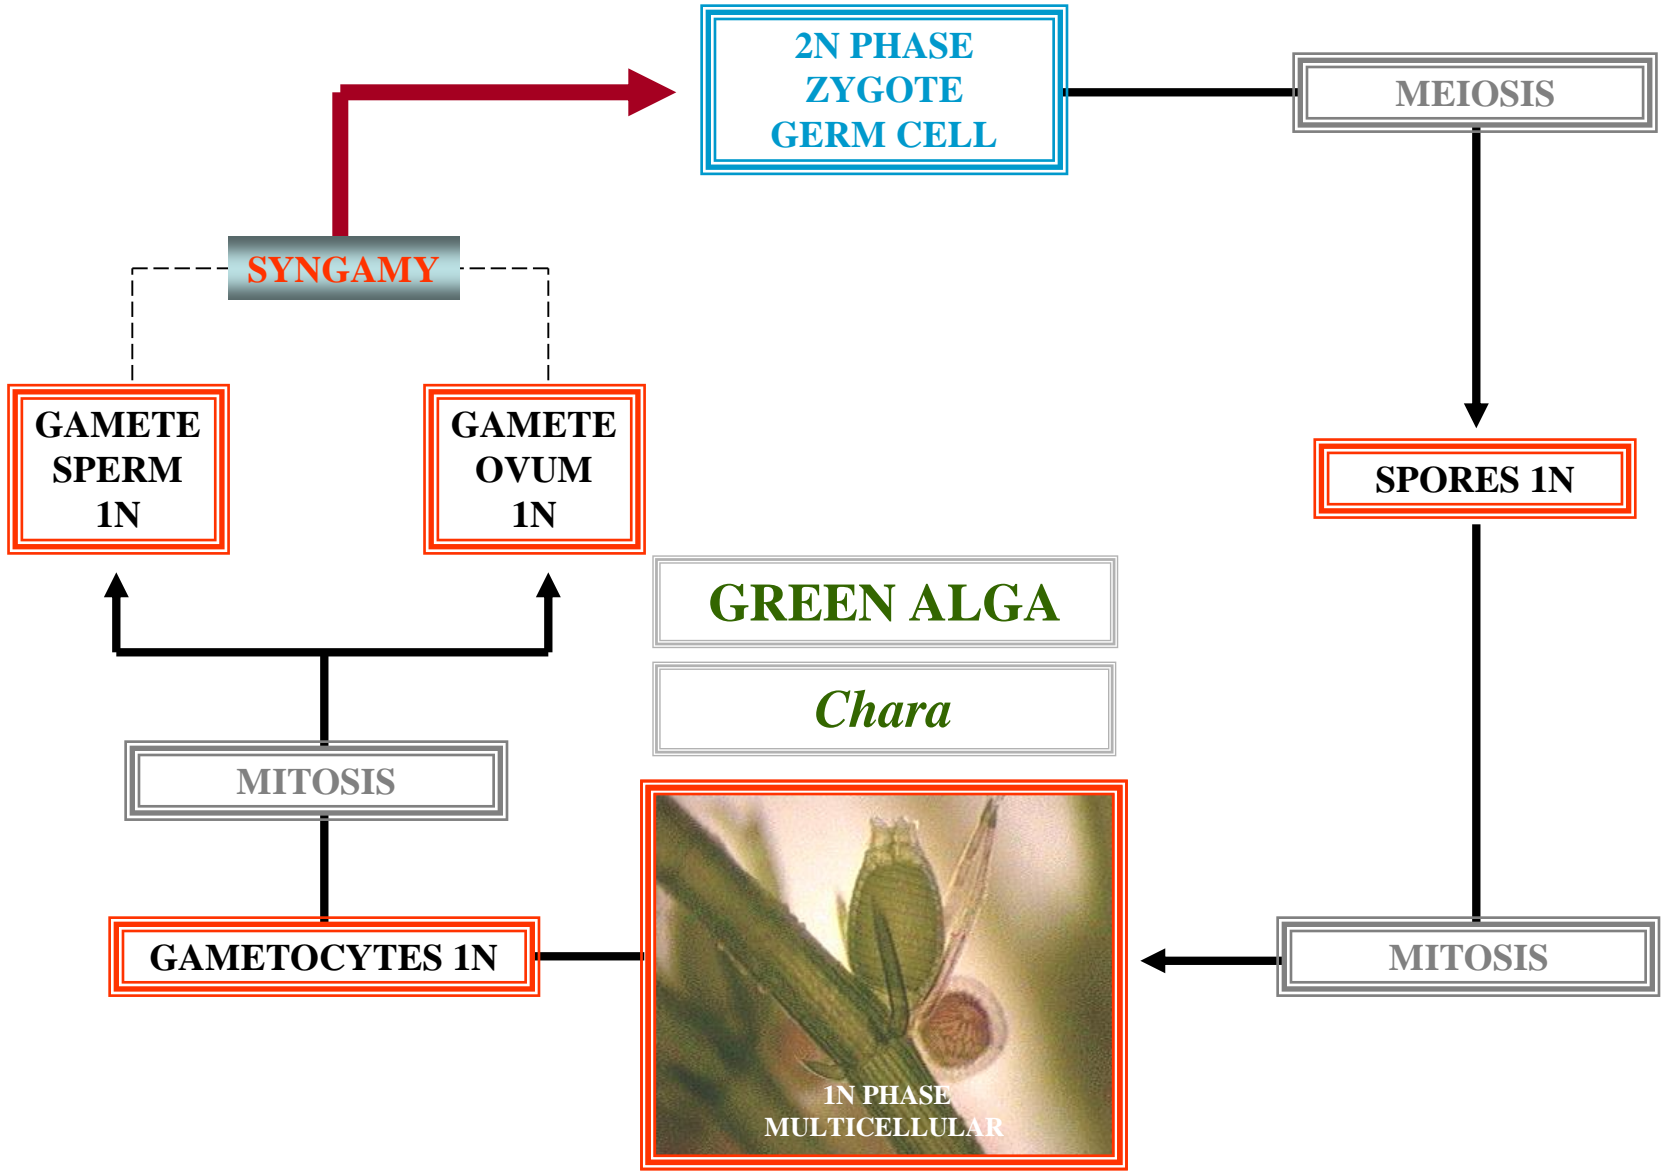 2N PHASE
ZYGOTE
GERM CELL
MEIOSIS
SYNGAMY
GAMETE
SPERM
1N
GAMETE
OVUM
1N
SPORES 1N
GREEN ALGA
Chara
MITOSIS
GAMETOCYTES 1N
MITOSIS
1N PHASE
MULTICELLULAR